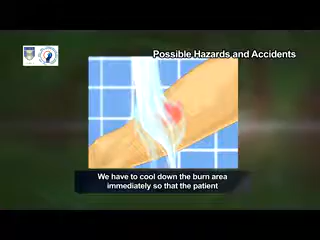 Possible Hazards and Accidents
We have to cool down the burn area
immediately so that the patient